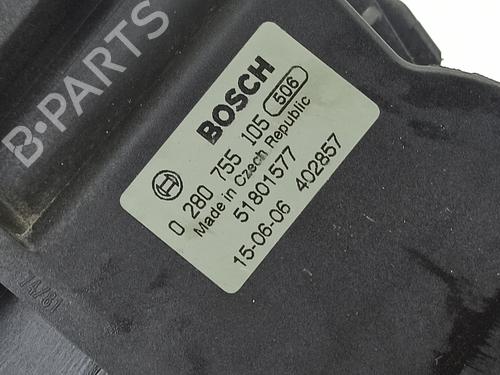 B-PARTS
BOSCH
0 280 755 105 506
Made in Czech Republic
51801577
15-06-06 402857